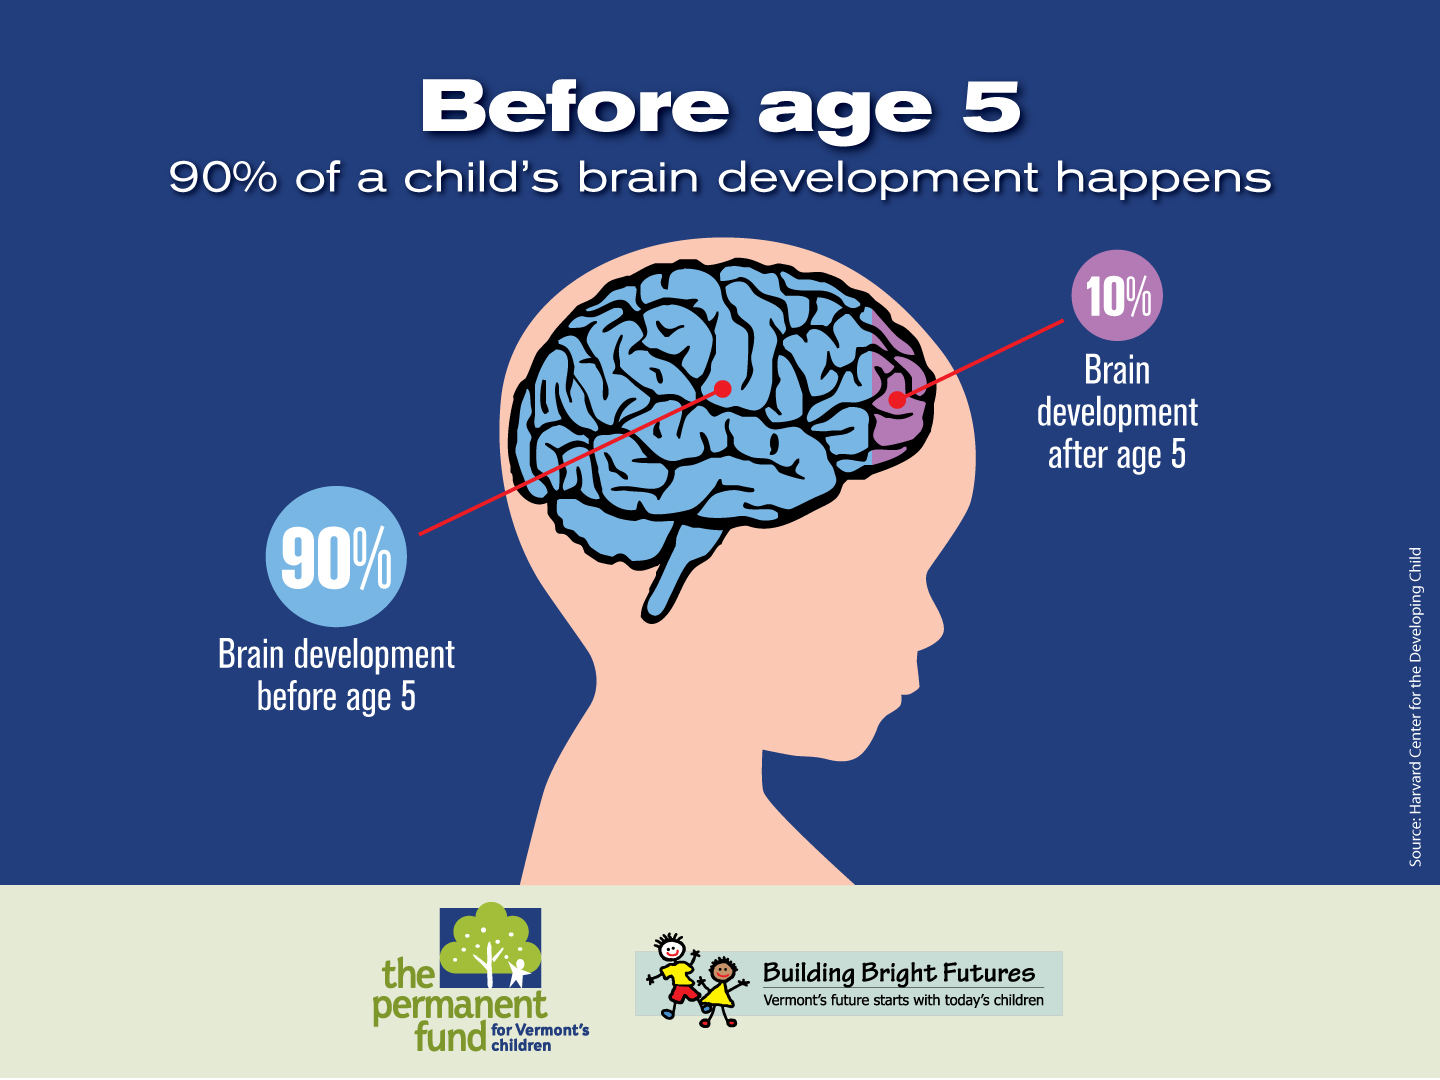 Before age 5
90% of a child's brain development happens
10%
Brain
development
after age 5
90%
Brain development
before age 5
Source: Harvard Center for the Developing Child
the
permanent
fund
for Vermont's
children
Building Bright Futures
Vermont's future starts with today's children